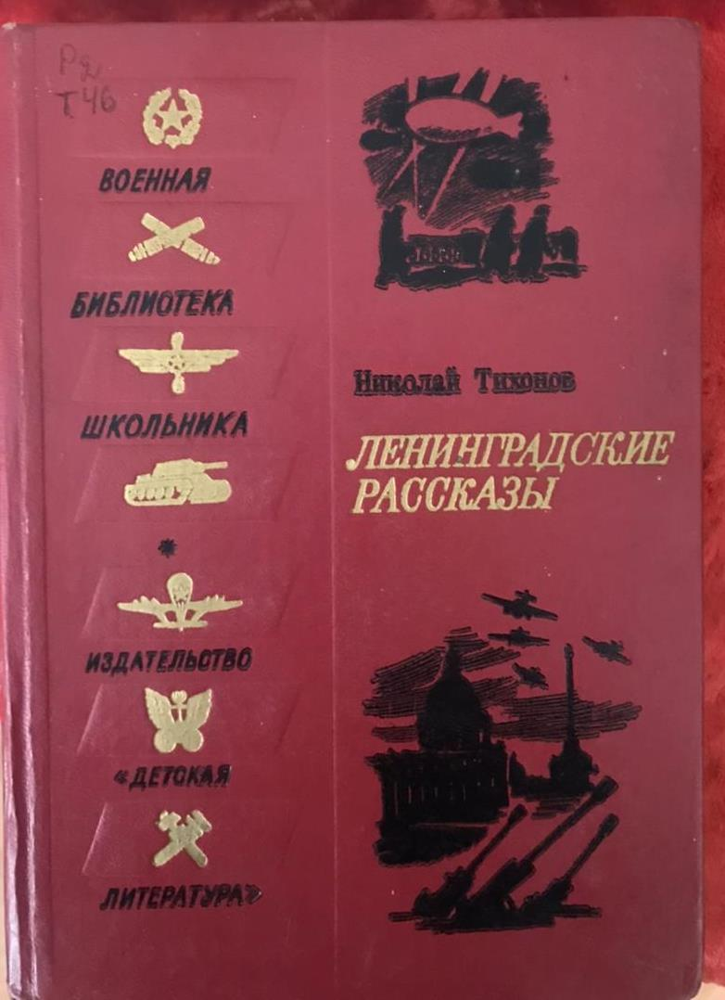 Р2
Т46
ВОЕННАЯ
БИБЛИОТЕКА
ШКОЛЬНИКА
*
ИЗДАТЕЛЬСТВО
«ДЕТСКАЯ
ЛИТЕРАТУРА»
Николай Тихонов
ЛЕНИНГРАДСКИЕ
РАССКАЗЫ